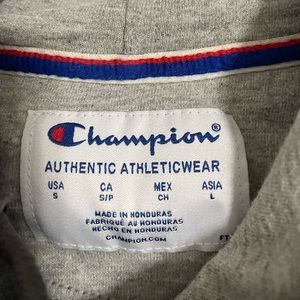 Champion®
AUTHENTIC ATHLETICWEAR
USA CA MEX ASIA
S S/P CH L
MADE IN HONDURAS
FABRIQUÉ AU HONDURAS
HECHO EN HONDURAS
CHAMPION.COM